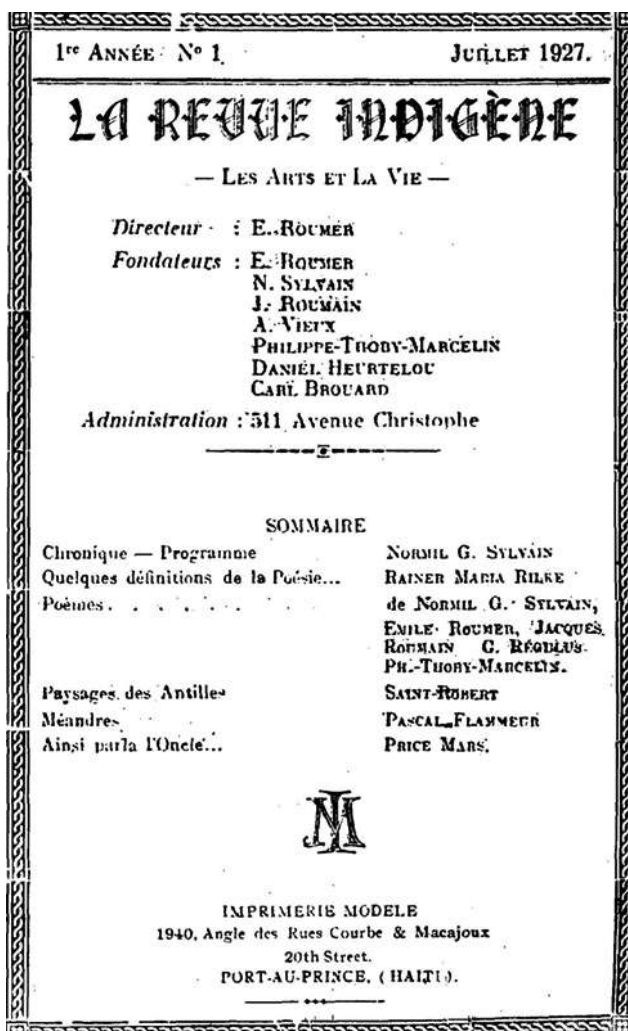 1re ANNÉE No 1 JUILLET 1927.
LA REVUE INDIGÈNE
— LES ARTS ET LA VIE —
Directeur : E. ROUMER
Fondateurs : E. ROUMER
N. SYLVAIN
J. ROUMAIN
A. VIEUX
PHILIPPE-THOBY-MARCELIN
DANIEL HEURTELOU
CARL BROUARD
Administration : 511 Avenue Christophe
SOMMAIRE
Chronique — Programme NORMIL G. SYLVAIN
Quelques définitions de la Poésie... RAINER MARIA RILKE
Poèmes . . . . . . de NORMIL G. SYLVAIN,
EMILE ROUMER, JACQUES
ROUMAIN C. RÉGULUS
PH.-THOBY-MARCELIN.
Paysages des Antilles SAINT-ROBERT
Méandres PASCAL FLAMMEUR
Ainsi parla l'Oncle... PRICE MARS.
IM
IMPRIMERIE MODELE
1940, Angle des Rues Courbe & Macajoux
20th Street.
PORT-AU-PRINCE, (HAITI).